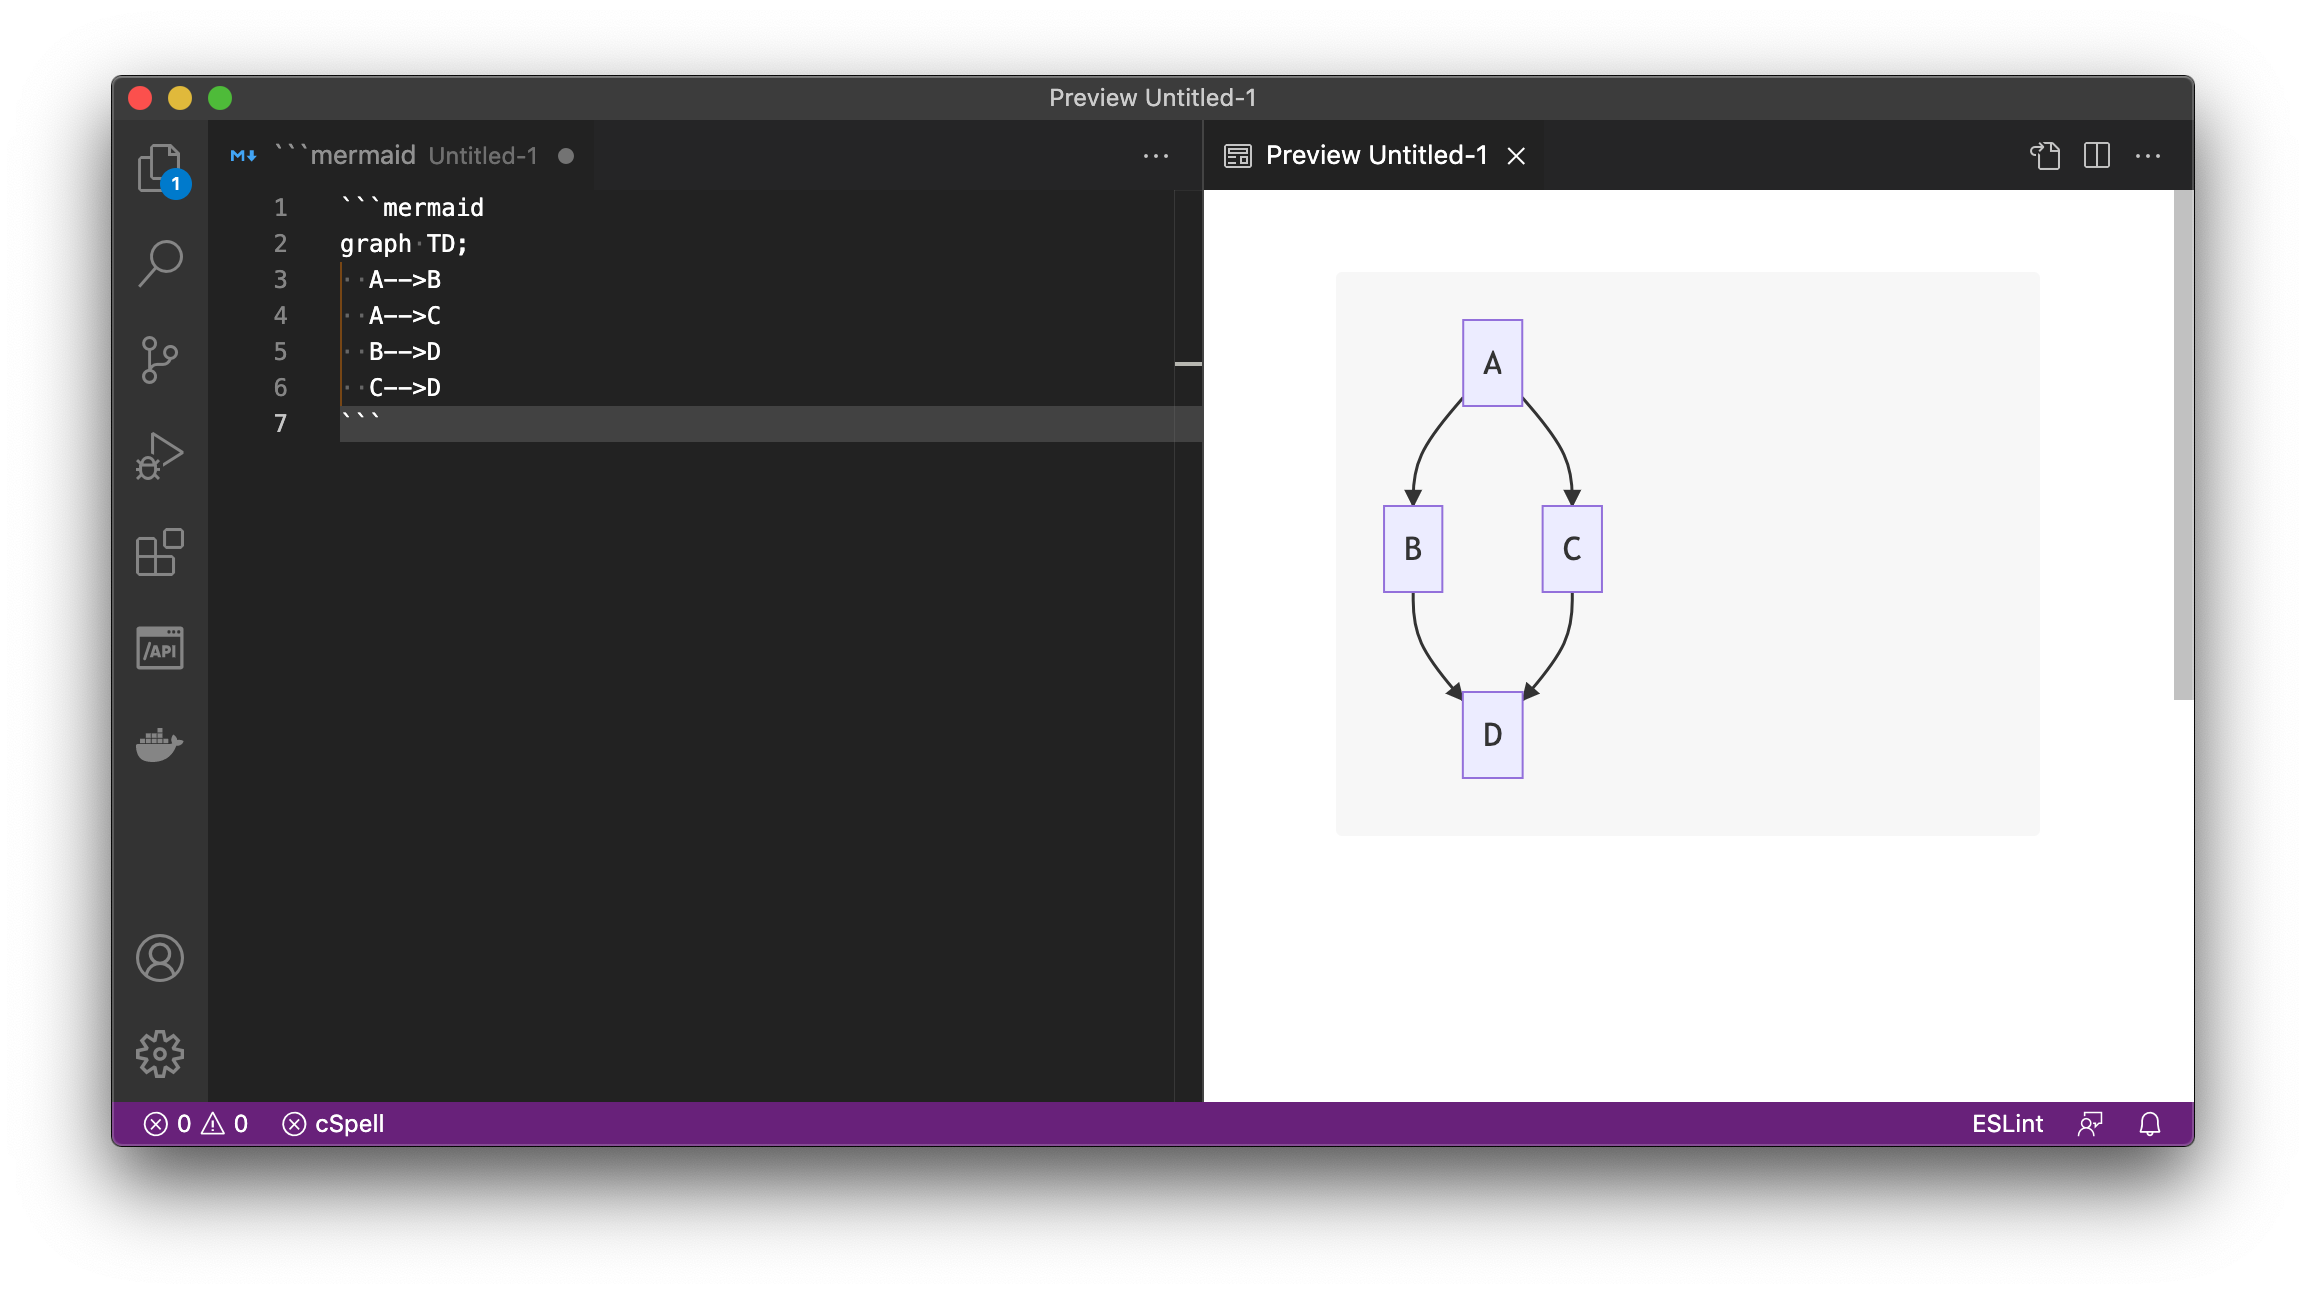 Preview Untitled-1
```mermaid Untitled-1
Preview Untitled-1
1
1 ```mermaid
2 graph TD;
3 A-->B
4 A-->C
5 B-->D
6 C-->D
7 ```
/API
A
B C
D
0 0 cSpell
ESLint